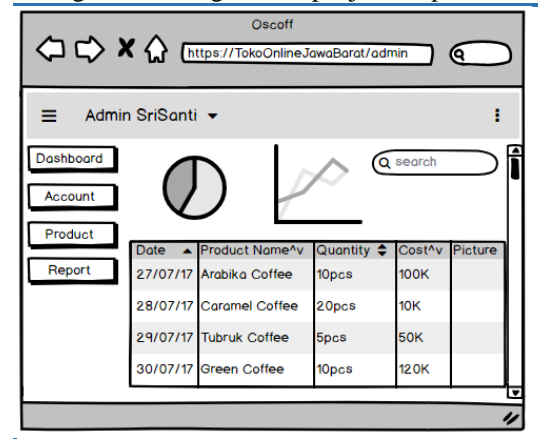 Oscoff
https://TokoOnlineJawaBarat/admin
Admin SriSanti
search
Dashboard
Account
Product
Report
Date Product Name^v Quantity Cost^v Picture
27/07/17 Arabika Coffee 10pcs 100K
28/07/17 Caramel Coffee 20pcs 10K
29/07/17 Tubruk Coffee 5pcs 50K
30/07/17 Green Coffee 10pcs 120K